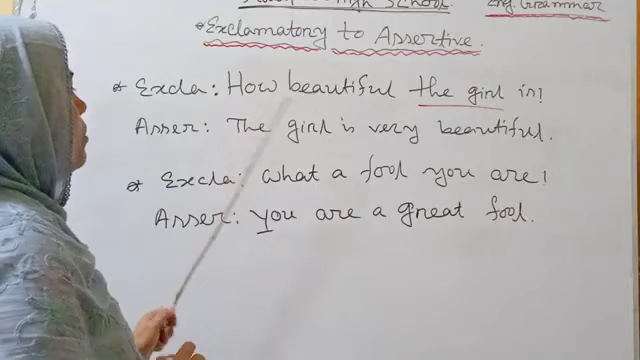 High School.
Eng. Grammar
*Exclamatory to Assertive.
* Excla: How beautiful the girl is!
Asser: The girl is very beautiful.
* Excla: What a fool you are!
Asser: You are a great fool.